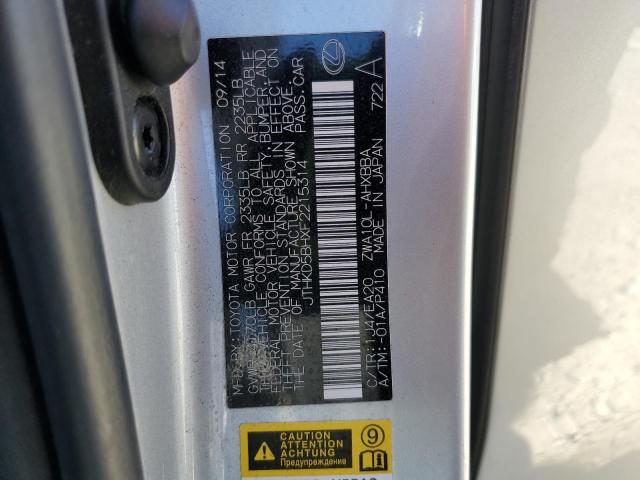 MFD. BY: TOYOTA MOTOR CORPORATION 09/14
GAWR FR 2335LB RR 2235LB
VEHICLE CONFORMS TO ALL APPLICABLE
FEDERAL MOTOR VEHICLE SAFETY, BUMPER, AND
THEFT PREVENTION STANDARDS IN EFFECT ON
THE DATE OF MANUFACTURE SHOWN ABOVE.
JTHKD5BHXF2215314 PASS.CAR
C/TR:1J4/EA20 ZWA10L-AHXBBA 722 A
A/TM:-01A/P410 MADE IN JAPAN
CAUTION
ATTENTION
ACHTUNG
Предупреждение
9